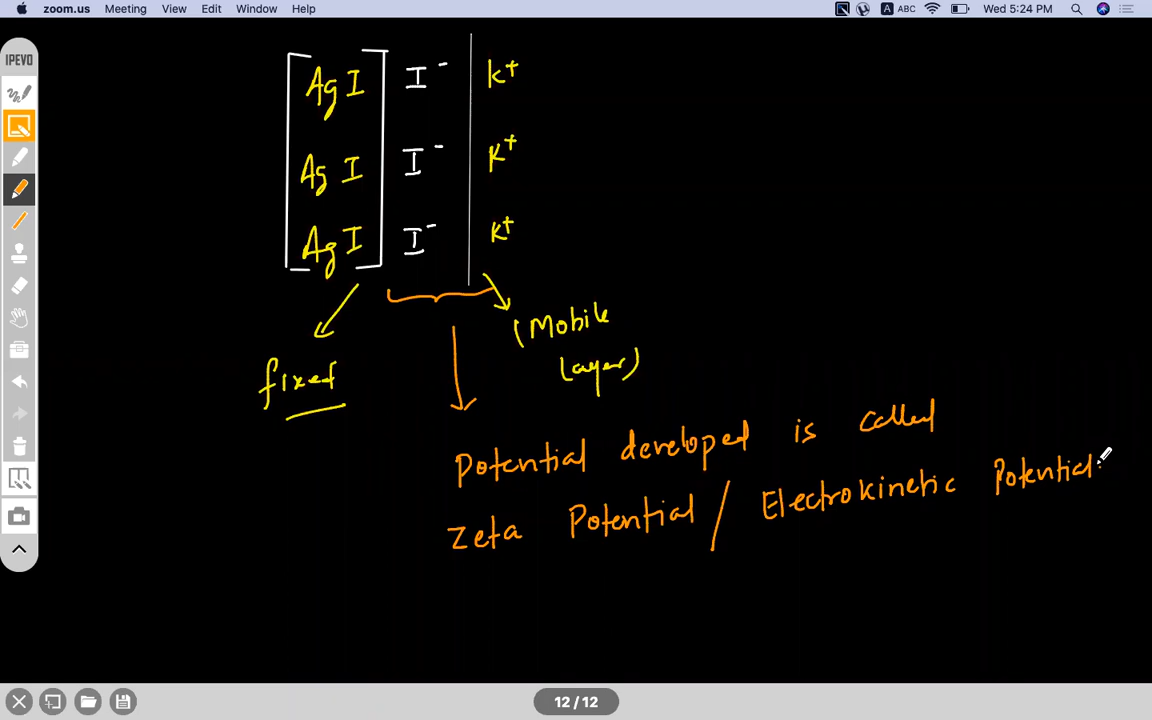 zoom.us Meeting View Edit Window Help A ABC Wed 5:24 PM
IPEVO
AgI I⁻ K⁺
AgI I⁻ K⁺
AgI I⁻ K⁺
(Mobile
layer)
fixed
Potential developed is called
Zeta Potential / Electrokinetic Potential.
12 / 12